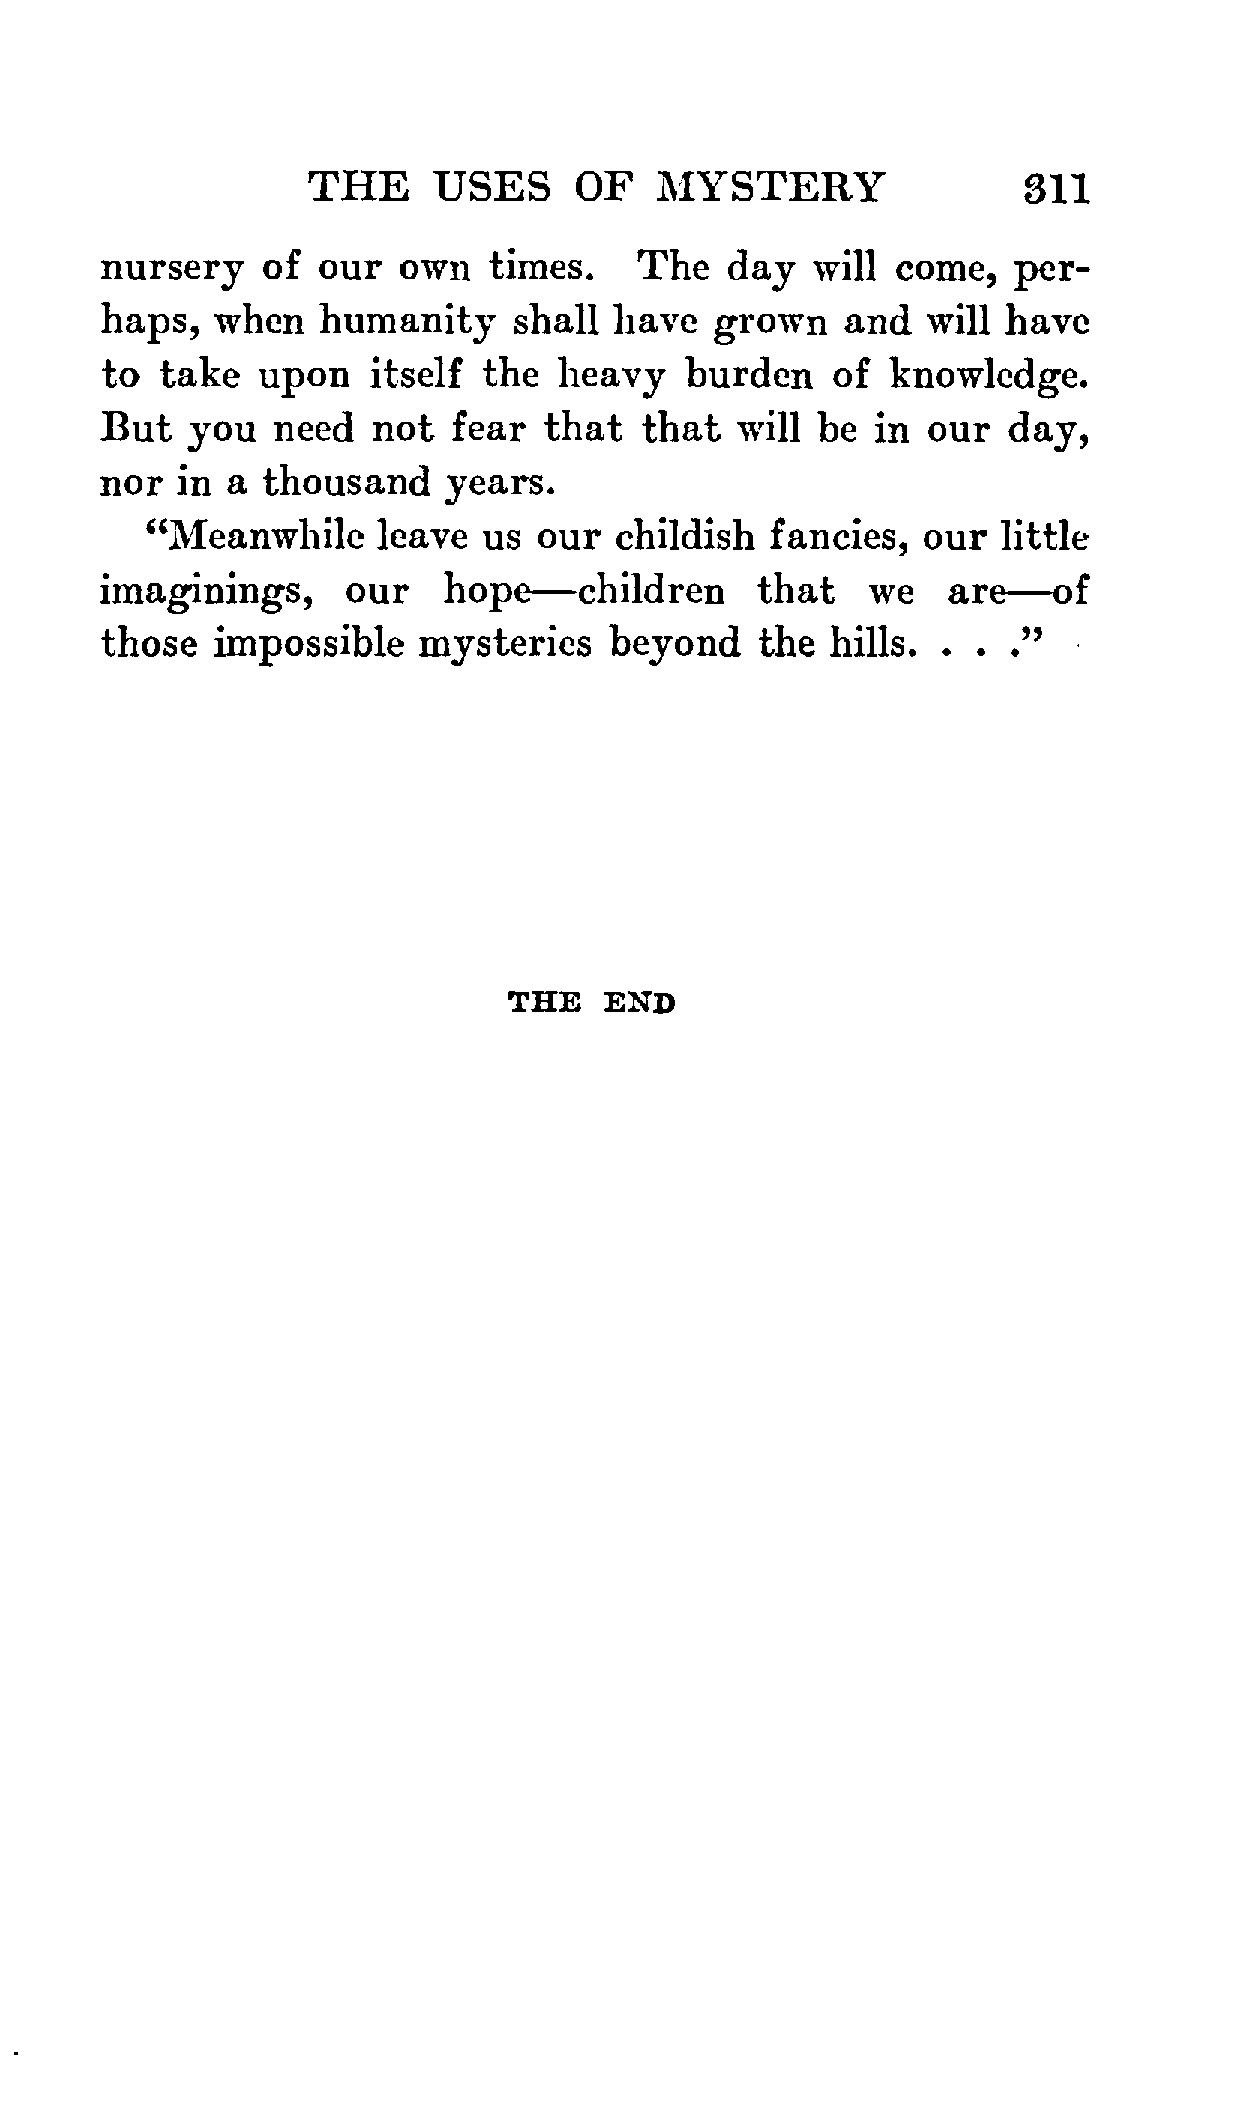 THE USES OF MYSTERY 311
nursery of our own times. The day will come, per-
haps, when humanity shall have grown and will have
to take upon itself the heavy burden of knowledge.
But you need not fear that that will be in our day,
nor in a thousand years.
“Meanwhile leave us our childish fancies, our little
imaginings, our hope—children that we are—of
those impossible mysteries beyond the hills. . . .”
THE END